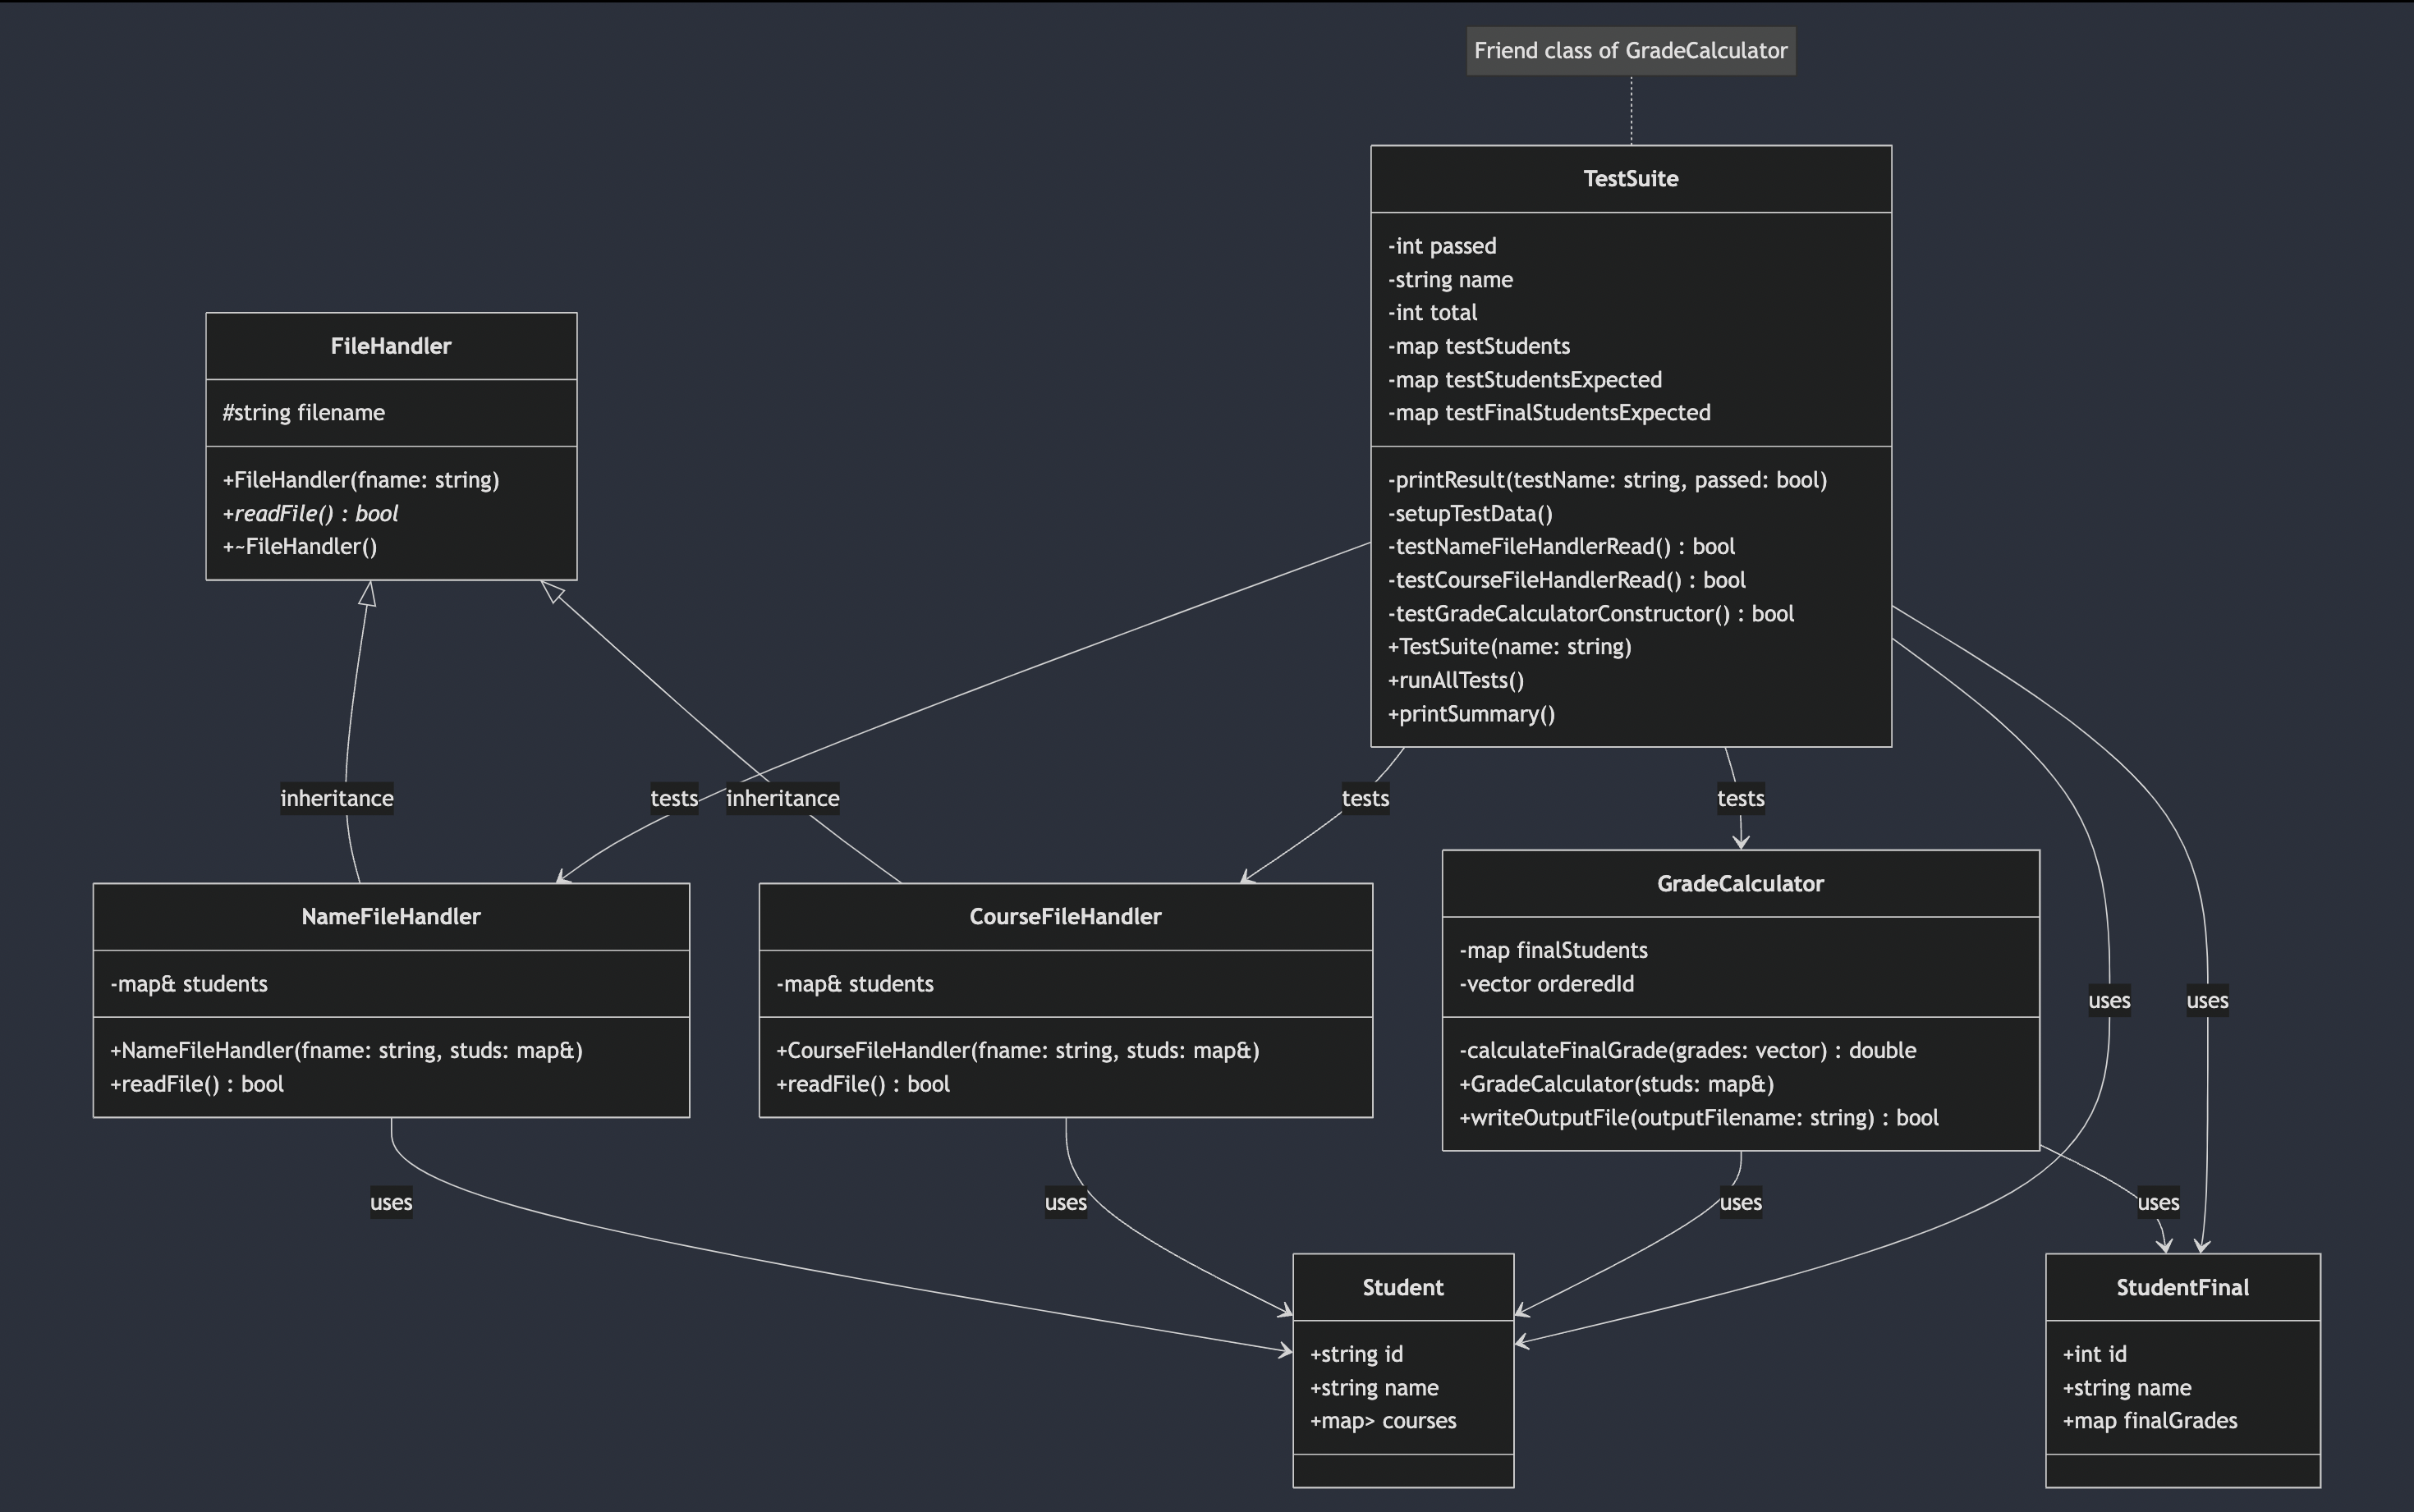 Friend class of GradeCalculator
TestSuite
-int passed
-string name
-int total
-map testStudents
-map testStudentsExpected
-map testFinalStudentsExpected
-printResult(testName: string, passed: bool)
-setupTestData()
-testNameFileHandlerRead() : bool
-testCourseFileHandlerRead() : bool
-testGradeCalculatorConstructor() : bool
+TestSuite(name: string)
+runAllTests()
+printSummary()
FileHandler
#string filename
+FileHandler(fname: string)
+readFile() : bool
+~FileHandler()
inheritance
tests
inheritance
tests
tests
NameFileHandler
-map& students
+NameFileHandler(fname: string, studs: map&)
+readFile() : bool
CourseFileHandler
-map& students
+CourseFileHandler(fname: string, studs: map&)
+readFile() : bool
GradeCalculator
-map finalStudents
-vector orderedId
-calculateFinalGrade(grades: vector) : double
+GradeCalculator(studs: map&)
+writeOutputFile(outputFilename: string) : bool
uses
uses
uses
uses
uses
uses
Student
+string id
+string name
+map> courses
StudentFinal
+int id
+string name
+map finalGrades